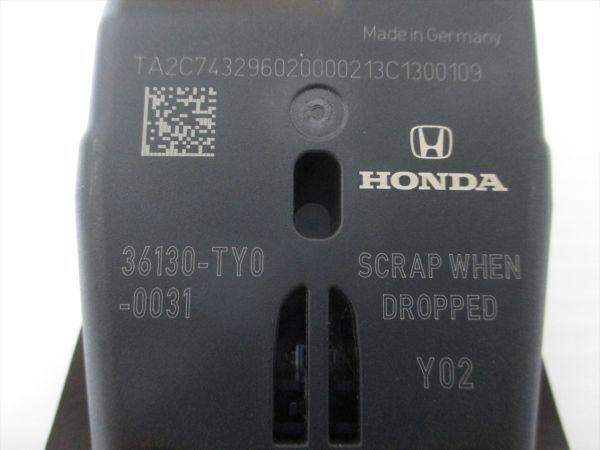 Made in Germany
TA2C743296020000213C1300109
HONDA
36130-TY0
-0031
SCRAP WHEN
DROPPED
Y02